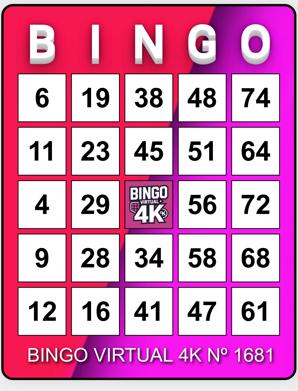 BINGO
6 19 38 48 74
11 23 45 51 64
4 29 BINGO VIRTUAL 4K 56 72
9 28 34 58 68
12 16 41 47 61
BINGO VIRTUAL 4K Nº 1681